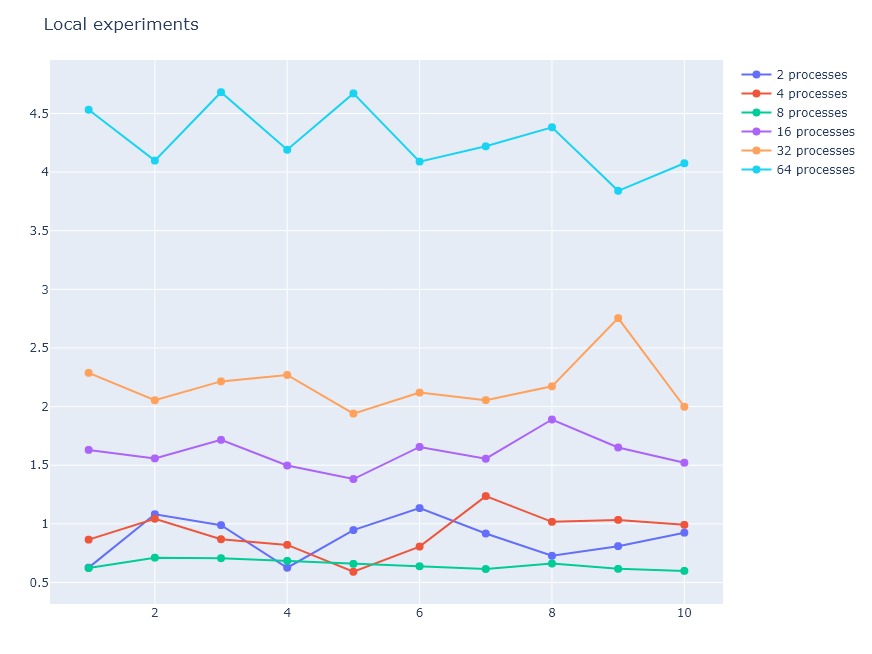 Local experiments
4.5
4
3.5
3
2.5
2
1.5
1
0.5
2
4
6
8
10
2 processes
4 processes
8 processes
16 processes
32 processes
64 processes